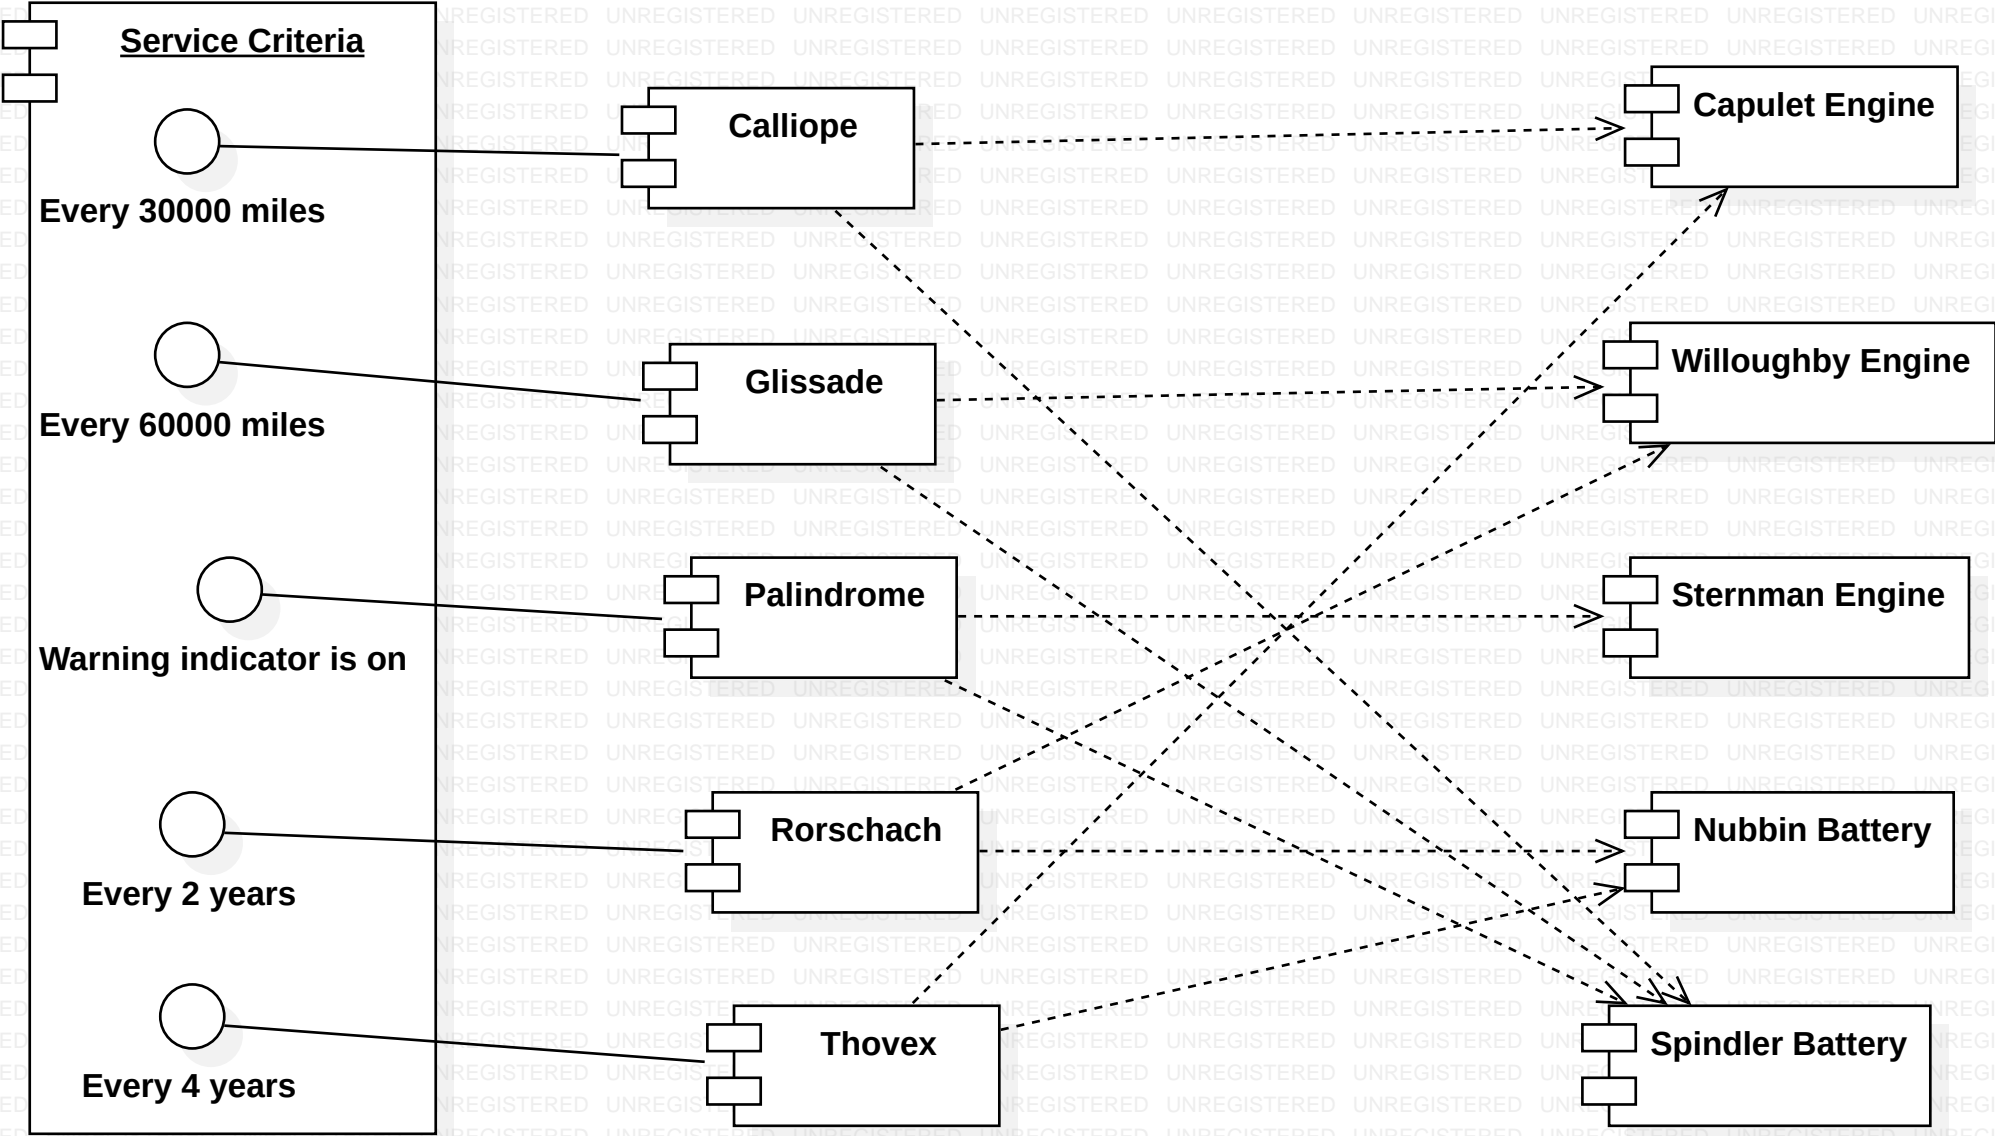 Service Criteria
Every 30000 miles
Every 60000 miles
Warning indicator is on
Every 2 years
Every 4 years
Calliope
Glissade
Palindrome
Rorschach
Thovex
Capulet Engine
Willoughby Engine
Sternman Engine
Nubbin Battery
Spindler Battery
UNREGISTERED